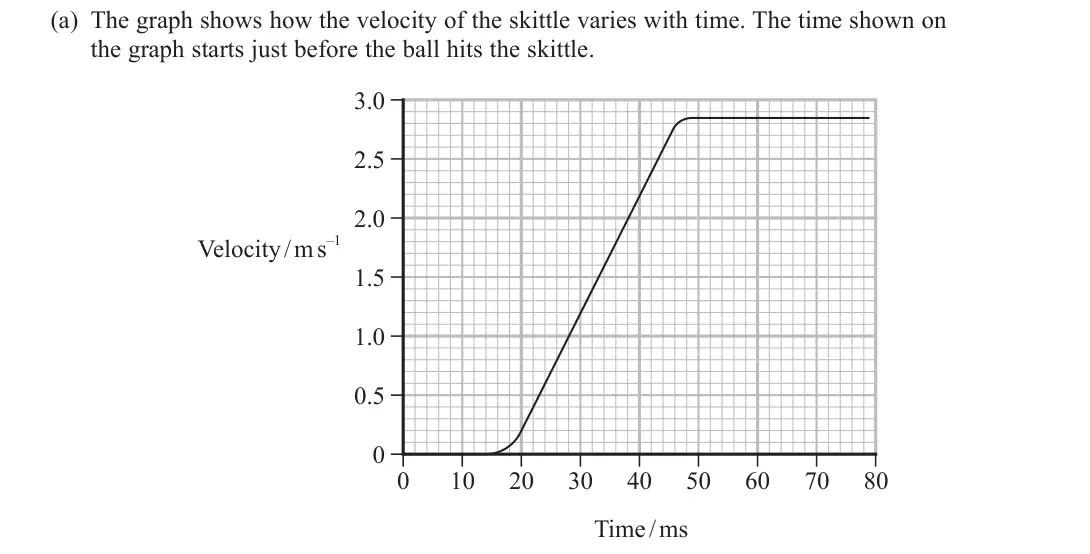 (a) The graph shows how the velocity of the skittle varies with time. The time shown on
the graph starts just before the ball hits the skittle.
3.0
2.5
2.0
Velocity / m s⁻¹
1.5
1.0
0.5
0
0 10 20 30 40 50 60 70 80
Time / ms